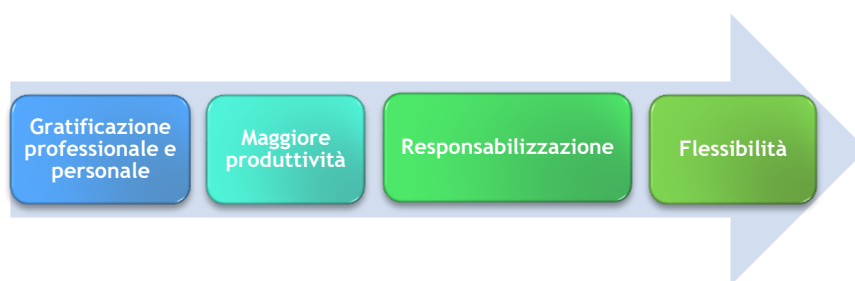 Gratificazione
professionale e
personale
Maggiore
produttività
Responsabilizzazione
Flessibilità